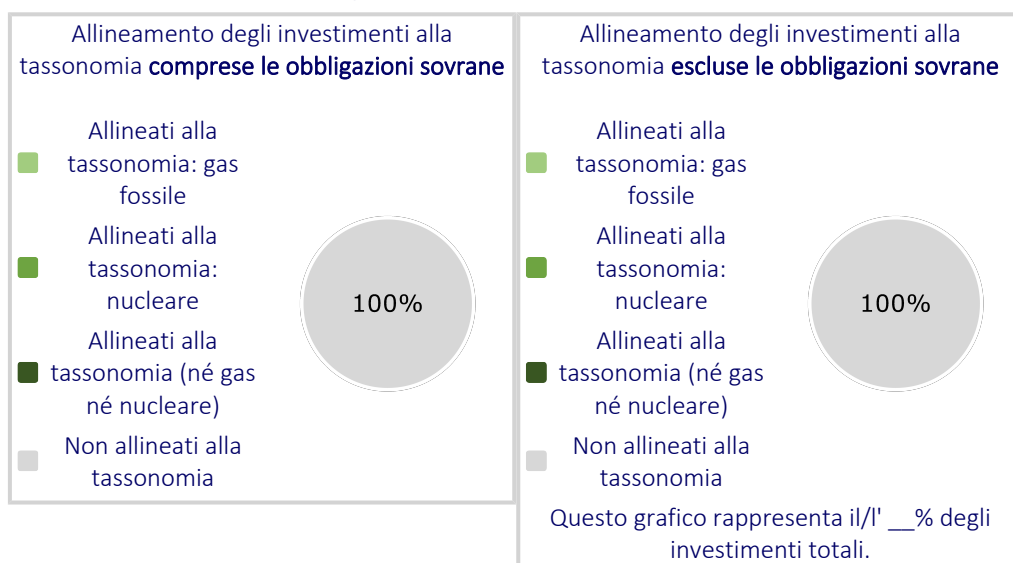 Allineamento degli investimenti alla
tassonomia comprese le obbligazioni sovrane
Allineati alla
tassonomia: gas
fossile
Allineati alla
tassonomia:
nucleare
Allineati alla
tassonomia (né gas
né nucleare)
Non allineati alla
tassonomia
100%
Allineamento degli investimenti alla
tassonomia escluse le obbligazioni sovrane
Allineati alla
tassonomia: gas
fossile
Allineati alla
tassonomia:
nucleare
Allineati alla
tassonomia (né gas
né nucleare)
Non allineati alla
tassonomia
100%
Questo grafico rappresenta il/l' __% degli
investimenti totali.